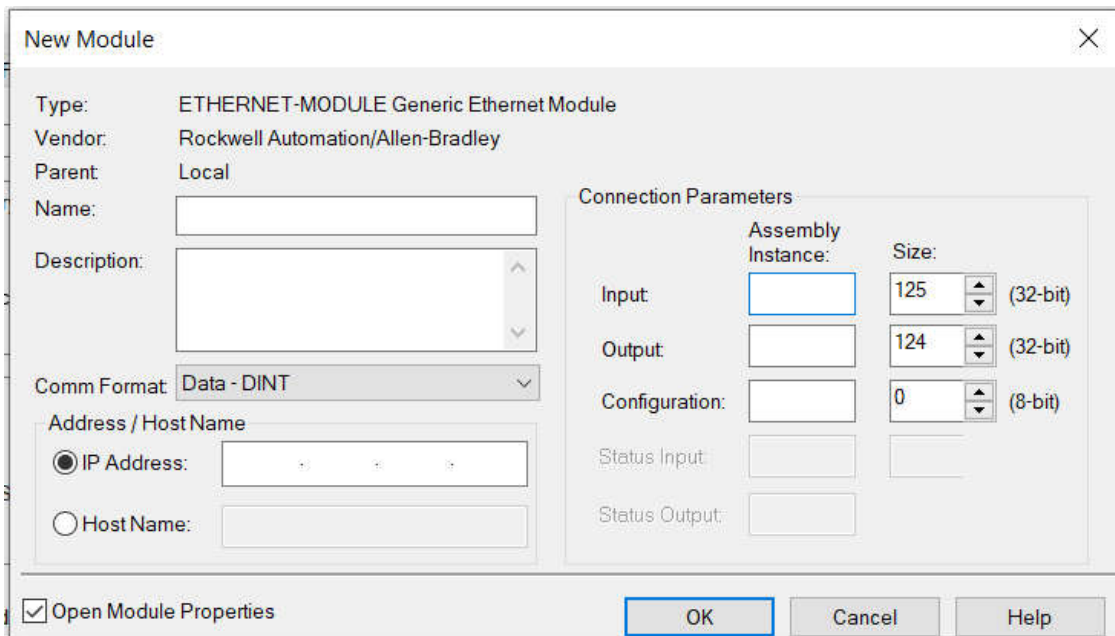 New Module
Type: ETHERNET-MODULE Generic Ethernet Module
Vendor: Rockwell Automation/Allen-Bradley
Parent: Local
Name:
Description:
Comm Format: Data - DINT
Address / Host Name
IP Address: . . .
Host Name:
Connection Parameters
Assembly
Instance: Size:
Input: 125 (32-bit)
Output: 124 (32-bit)
Configuration: 0 (8-bit)
Status Input:
Status Output:
Open Module Properties
OK Cancel Help